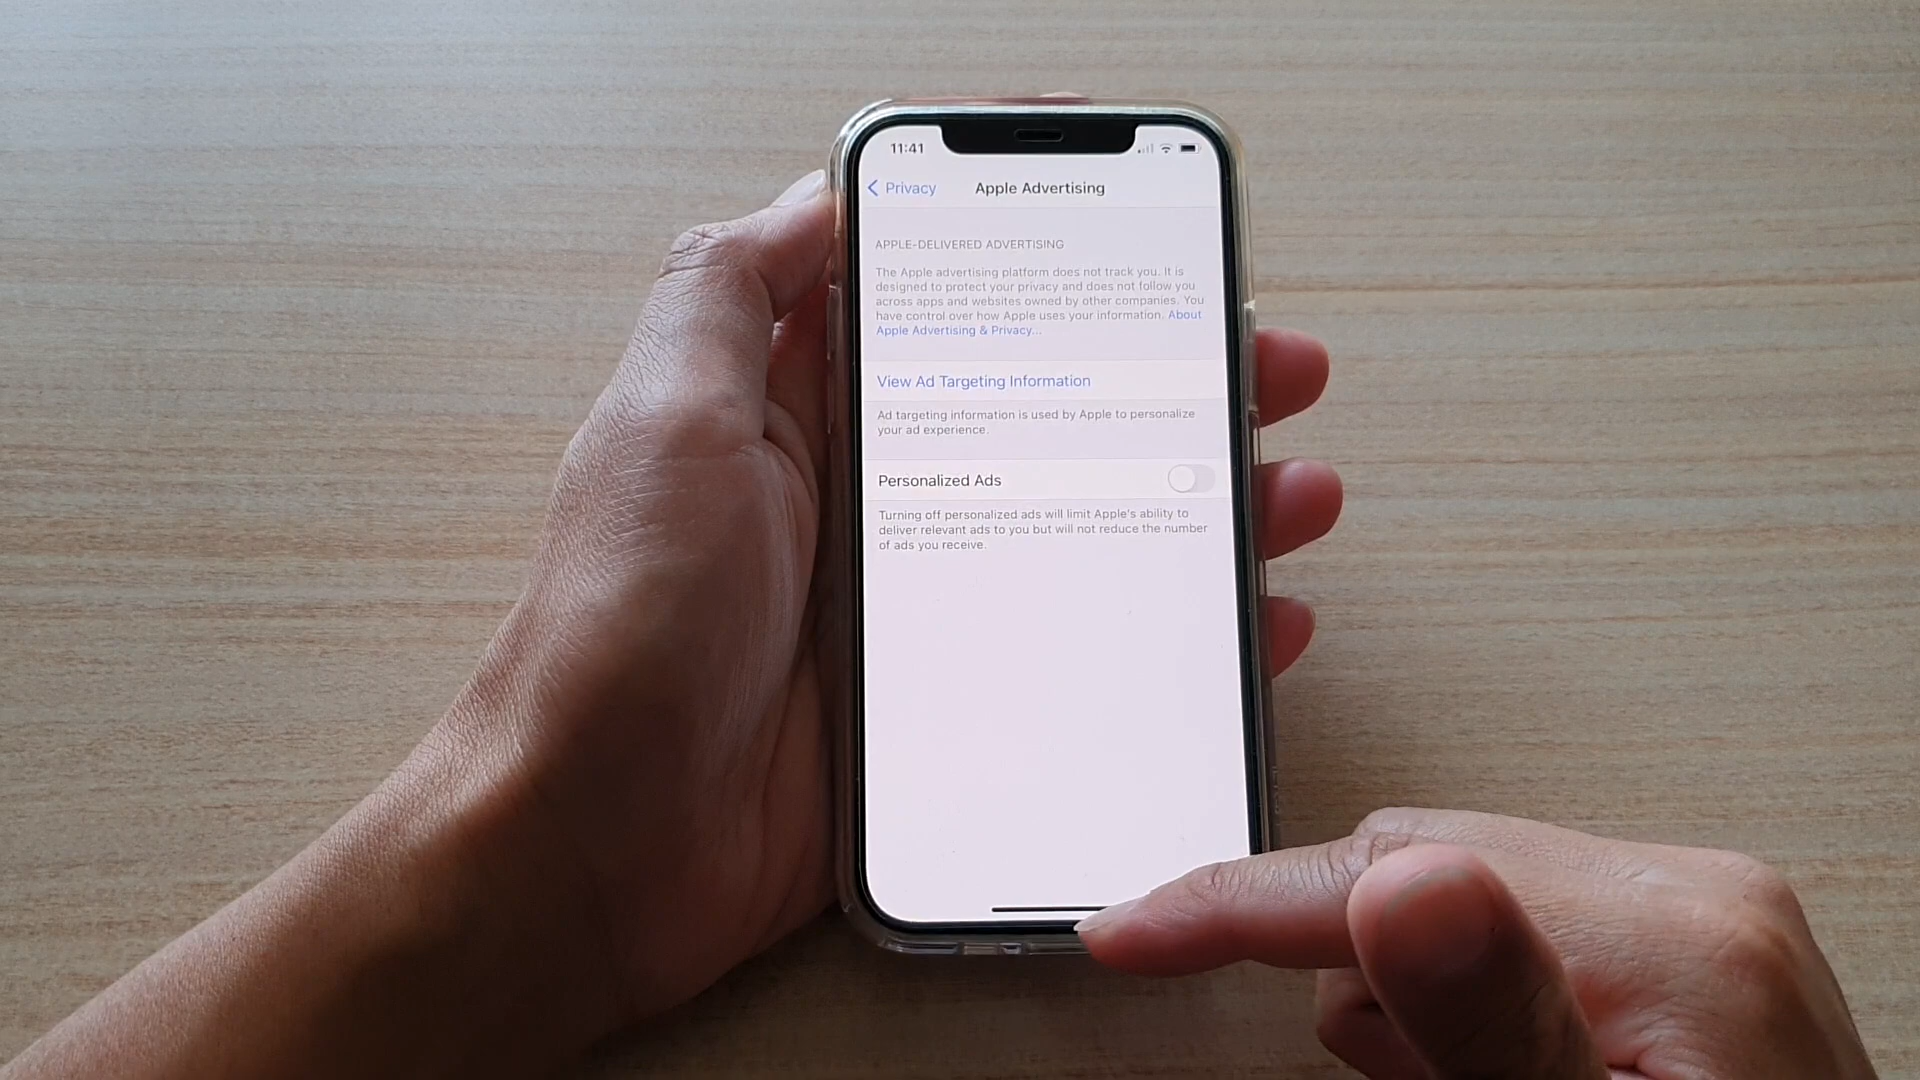 11:41
Privacy
Apple Advertising
APPLE-DELIVERED ADVERTISING
The Apple advertising platform does not track you. It is
designed to protect your privacy and does not follow you
across apps and websites owned by other companies. You
have control over how Apple uses your information. About
Apple Advertising & Privacy...
View Ad Targeting Information
Ad targeting information is used by Apple to personalize
your ad experience.
Personalized Ads
Turning off personalized ads will limit Apple's ability to
deliver relevant ads to you but will not reduce the number
of ads you receive.